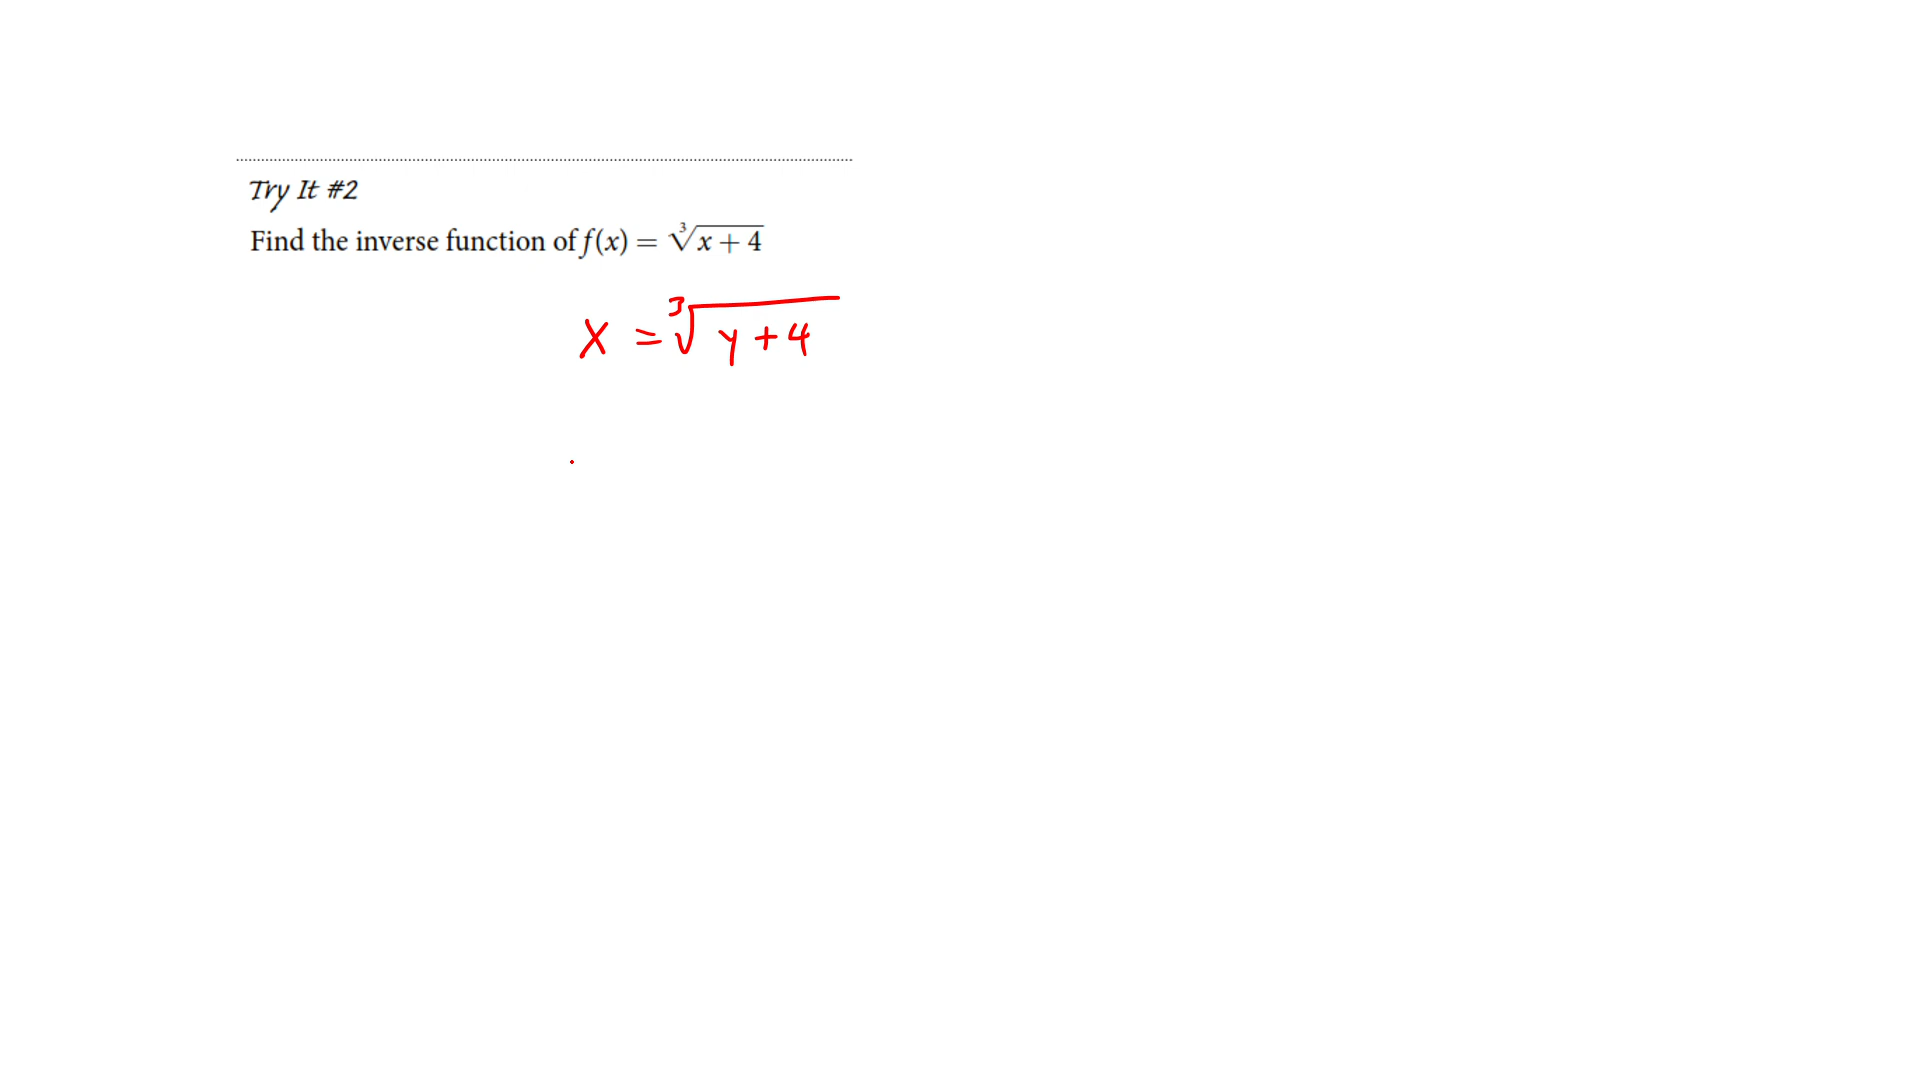 Try It #2
Find the inverse function of f(x) = ∛(x + 4)
x = ∛(y + 4)